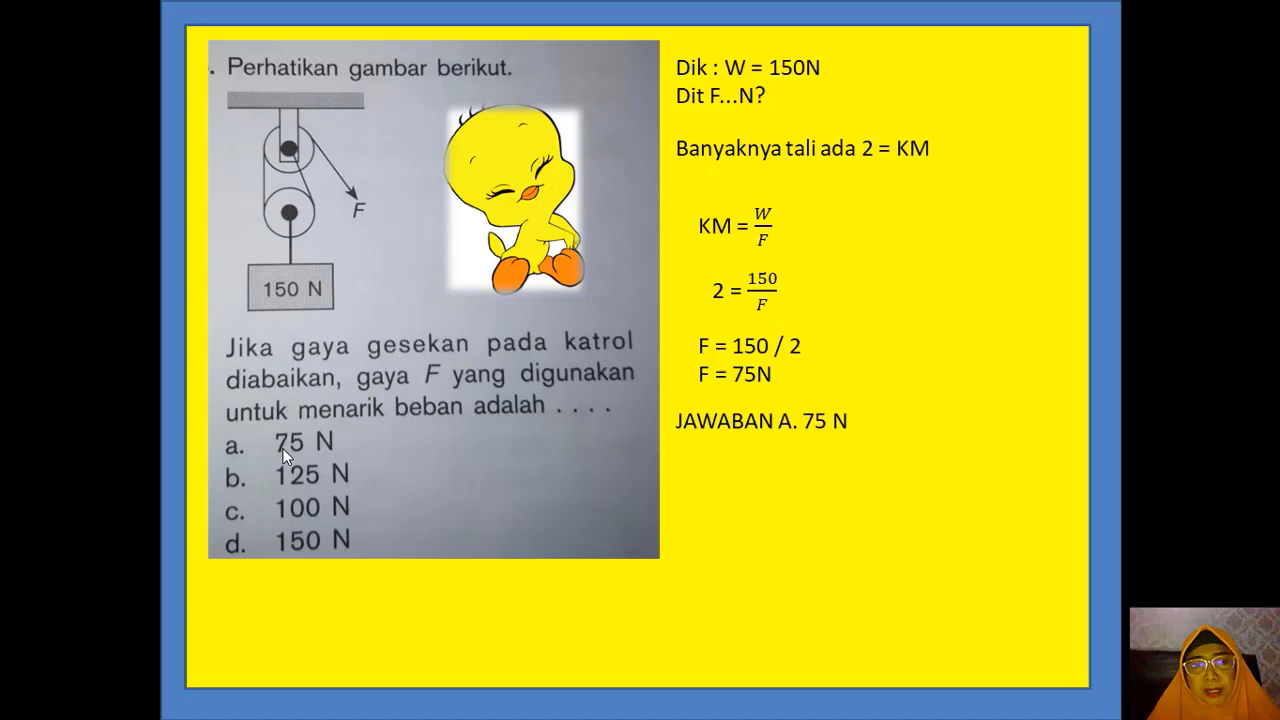 . Perhatikan gambar berikut.
F
150 N
Jika gaya gesekan pada katrol
diabaikan, gaya F yang digunakan
untuk menarik beban adalah . . . .
a. 75 N
b. 125 N
c. 100 N
d. 150 N
Dik : W = 150N
Dit F...N?
Banyaknya tali ada 2 = KM
KM = W/F
2 = 150/F
F = 150 / 2
F = 75N
JAWABAN A. 75 N